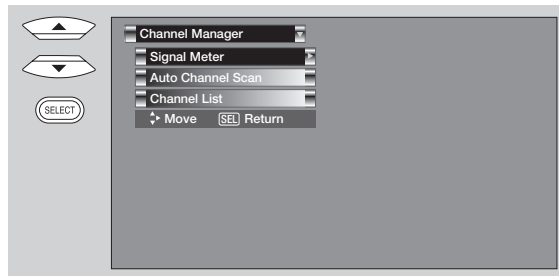 SELECT
Channel Manager
Signal Meter
Auto Channel Scan
Channel List
Move SEL Return